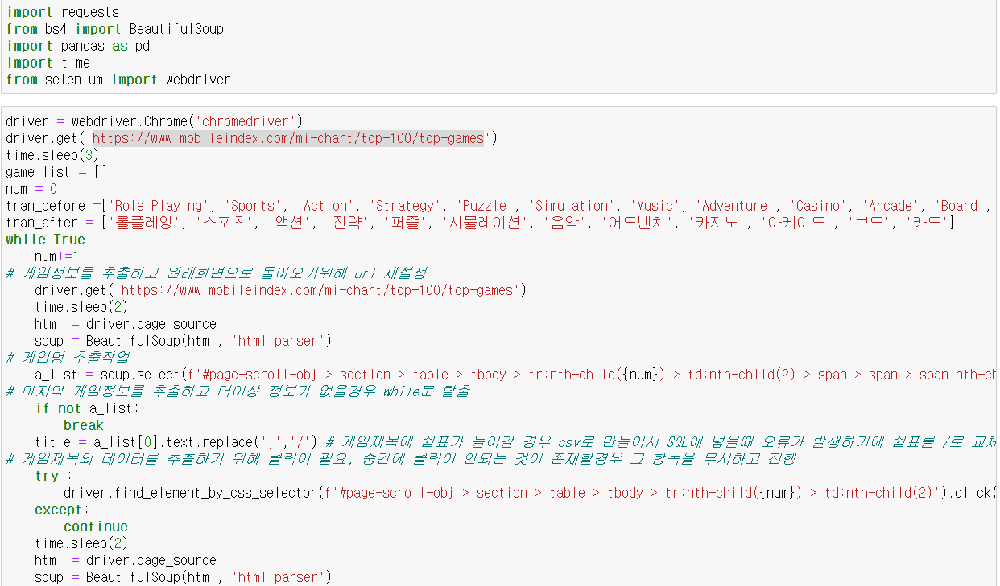 import requests
from bs4 import BeautifulSoup
import pandas as pd
import time
from selenium import webdriver
driver = webdriver.Chrome('chromedriver')
driver.get('https://www.mobileindex.com/mi-chart/top-100/top-games')
time.sleep(3)
game_list = []
num = 0
tran_before =['Role Playing', 'Sports', 'Action', 'Strategy', 'Puzzle', 'Simulation', 'Music', 'Adventure', 'Casino', 'Arcade', 'Board',
tran_after = ['롤플레잉', '스포츠', '액션', '전략', '퍼즐', '시뮬레이션', '음악', '어드벤처', '카지노', '아케이드', '보드', '카드']
while True:
    num+=1
# 게임정보를 추출하고 원래화면으로 돌아오기위해 url 재설정
    driver.get('https://www.mobileindex.com/mi-chart/top-100/top-games')
    time.sleep(2)
    html = driver.page_source
    soup = BeautifulSoup(html, 'html.parser')
# 게임명 추출작업
    a_list = soup.select(f'#page-scroll-obj > section > table > tbody > tr:nth-child({num}) > td:nth-child(2) > span > span > span:nth-ch
# 마지막 게임정보를 추출하고 더이상 정보가 없을경우 while문 탈출
    if not a_list:
        break
    title = a_list[0].text.replace(',','/') # 게임제목에 쉼표가 들어갈 경우 csv로 만들어서 SQL에 넣을때 오류가 발생하기에 쉼표를 /로 교체
# 게임제목외 데이터를 추출하기 위해 클릭이 필요, 중간에 클릭이 안되는 것이 존재할경우 그 항목을 무시하고 진행
    try :
        driver.find_element_by_css_selector(f'#page-scroll-obj > section > table > tbody > tr:nth-child({num}) > td:nth-child(2)').click(
    except:
        continue
    time.sleep(2)
    html = driver.page_source
    soup = BeautifulSoup(html, 'html.parser')